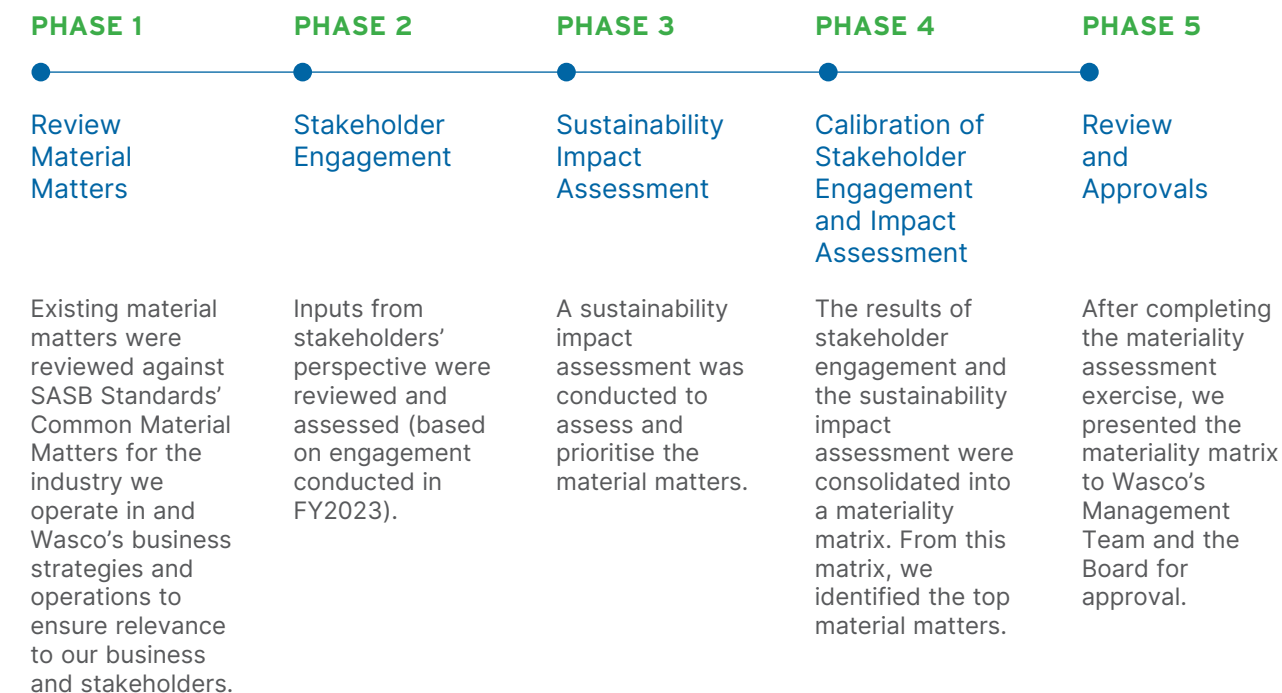 PHASE 1
Review
Material
Matters
Existing material
matters were
reviewed against
SASB Standards’
Common Material
Matters for the
industry we
operate in and
Wasco’s business
strategies and
operations to
ensure relevance
to our business
and stakeholders.
PHASE 2
Stakeholder
Engagement
Inputs from
stakeholders’
perspective were
reviewed and
assessed (based
on engagement
conducted in
FY2023).
PHASE 3
Sustainability
Impact
Assessment
A sustainability
impact
assessment was
conducted to
assess and
prioritise the
material matters.
PHASE 4
Calibration of
Stakeholder
Engagement
and Impact
Assessment
The results of
stakeholder
engagement and
the sustainability
impact
assessment were
consolidated into
a materiality
matrix. From this
matrix, we
identified the top
material matters.
PHASE 5
Review
and
Approvals
After completing
the materiality
assessment
exercise, we
presented the
materiality matrix
to Wasco’s
Management
Team and the
Board for
approval.